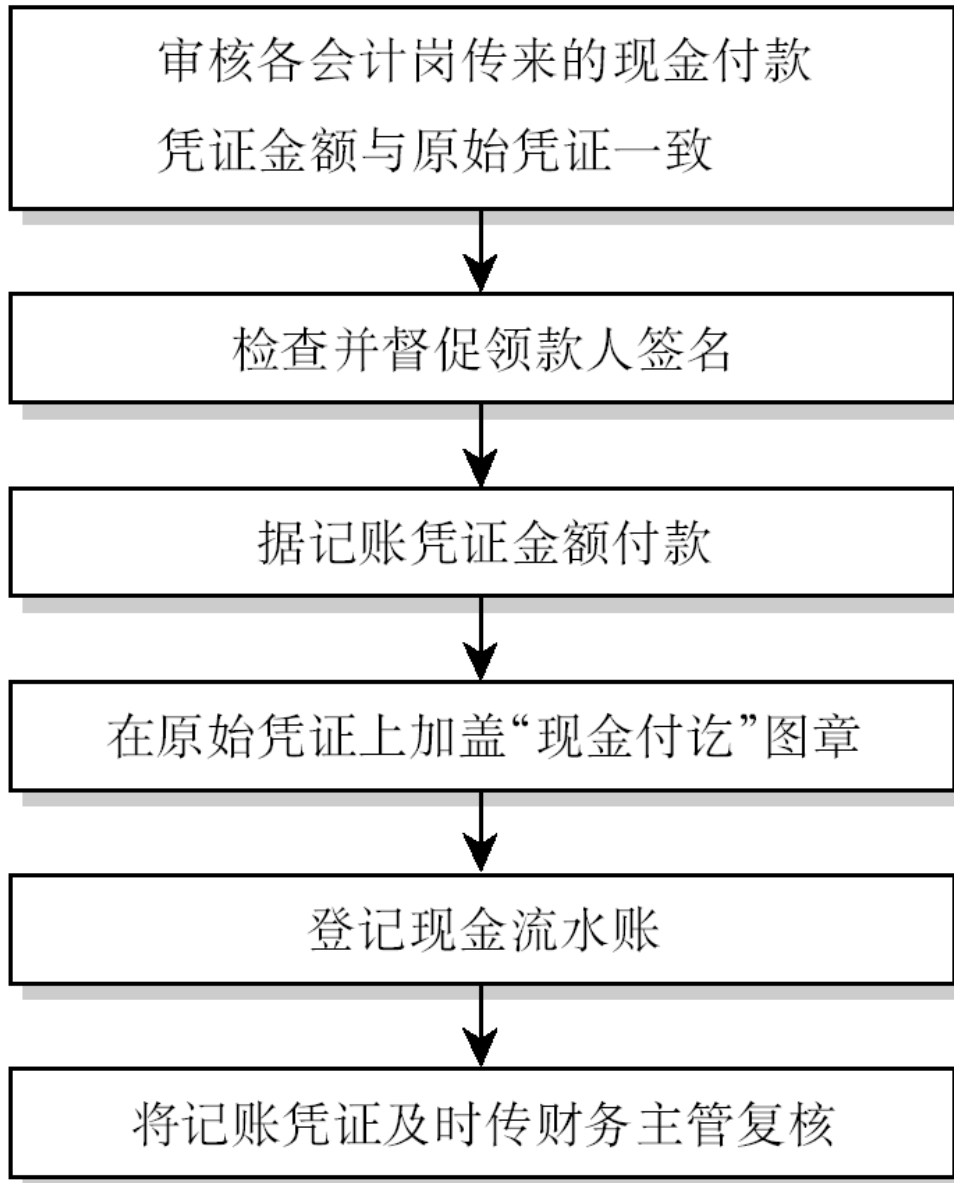 审核各会计岗传来的现金付款
凭证金额与原始凭证一致
检查并督促领款人签名
据记账凭证金额付款
在原始凭证上加盖“现金付讫”图章
登记现金流水账
将记账凭证及时传财务主管复核